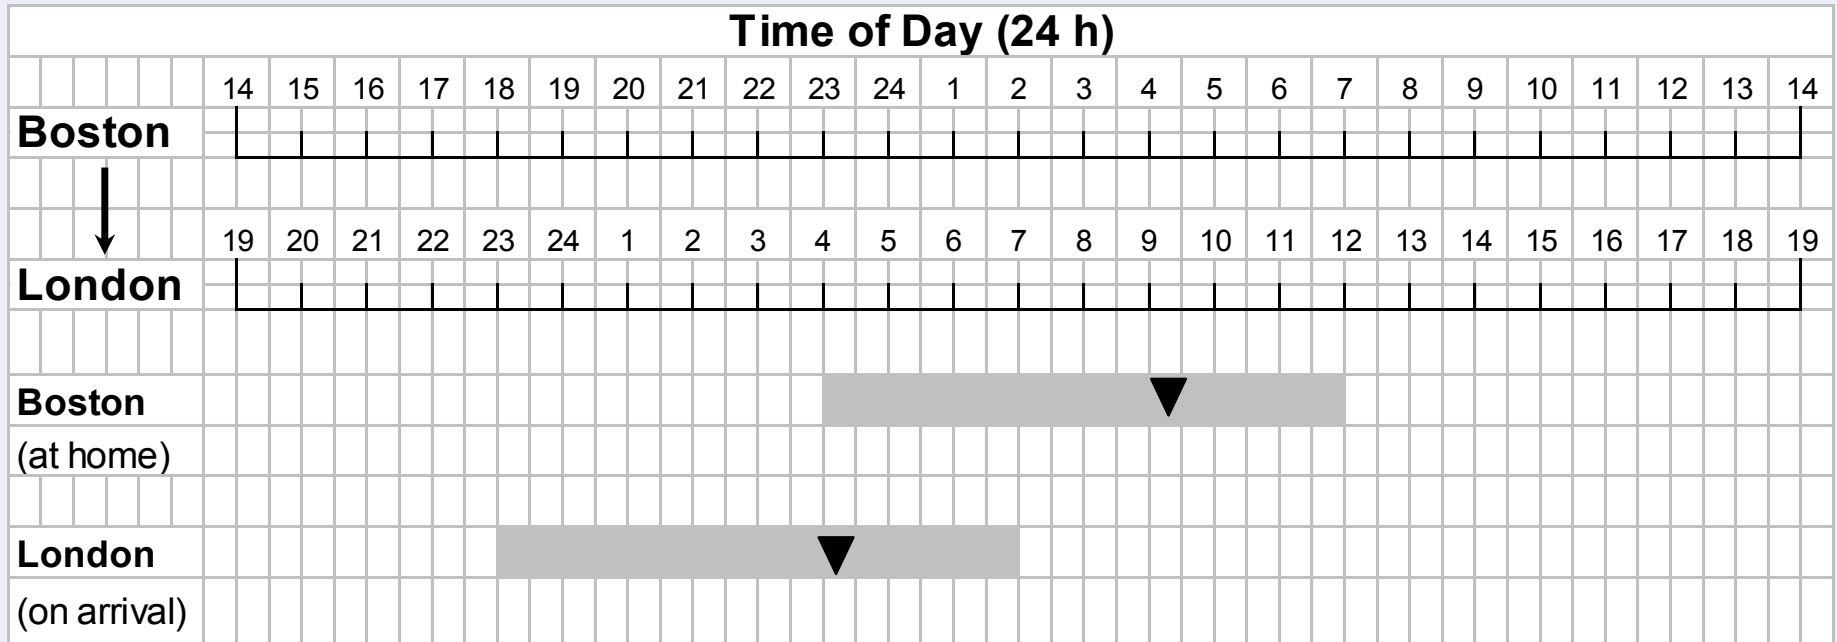 Time of Day (24 h)
14 15 16 17 18 19 20 21 22 23 24 1 2 3 4 5 6 7 8 9 10 11 12 13 14
Boston
19 20 21 22 23 24 1 2 3 4 5 6 7 8 9 10 11 12 13 14 15 16 17 18 19
London
Boston
(at home)
London
(on arrival)